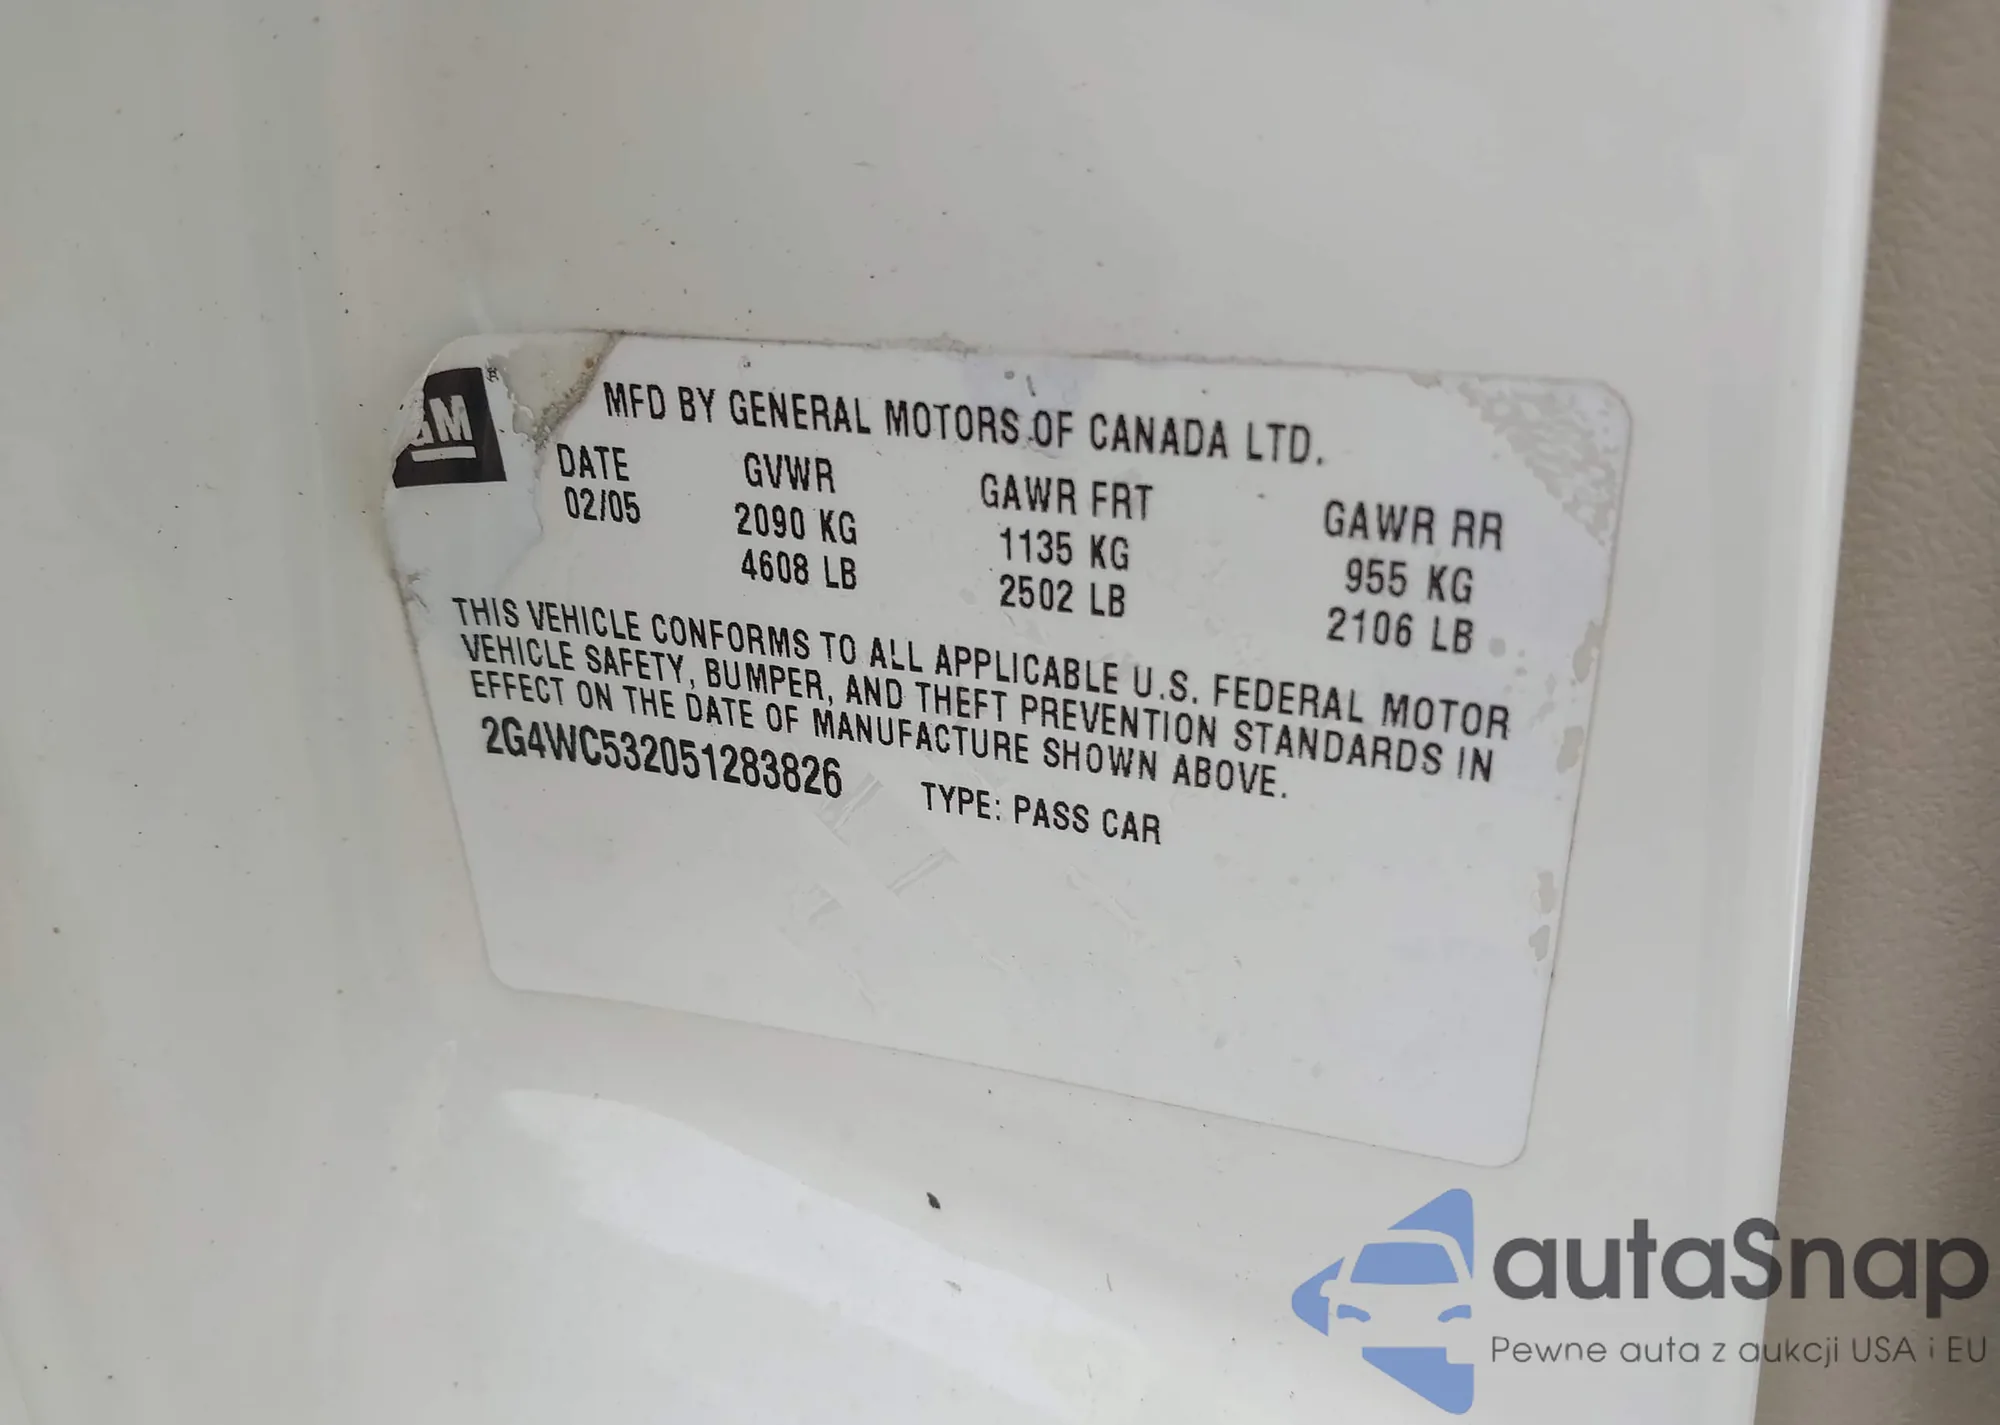 GM
MFD BY GENERAL MOTORS OF CANADA LTD.
DATE GVWR GAWR FRT GAWR RR
02/05 2090 KG 1135 KG 955 KG
4608 LB 2502 LB 2106 LB
THIS VEHICLE CONFORMS TO ALL APPLICABLE U.S. FEDERAL MOTOR
VEHICLE SAFETY, BUMPER, AND THEFT PREVENTION STANDARDS IN
EFFECT ON THE DATE OF MANUFACTURE SHOWN ABOVE.
2G4WC532051283826 TYPE: PASS CAR
autaSnap
Pewne auta z aukcji USA i EU